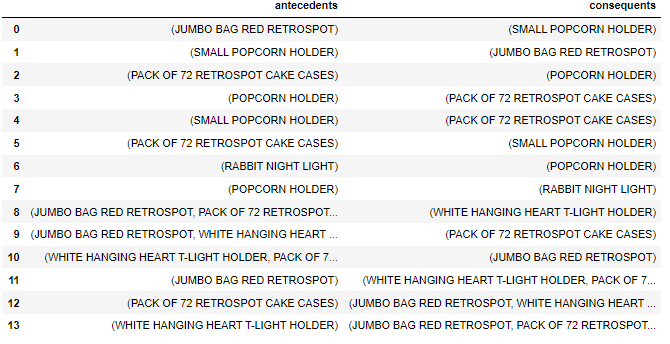 antecedents consequents
0 (JUMBO BAG RED RETROSPOT) (SMALL POPCORN HOLDER)
1 (SMALL POPCORN HOLDER) (JUMBO BAG RED RETROSPOT)
2 (PACK OF 72 RETROSPOT CAKE CASES) (POPCORN HOLDER)
3 (POPCORN HOLDER) (PACK OF 72 RETROSPOT CAKE CASES)
4 (SMALL POPCORN HOLDER) (PACK OF 72 RETROSPOT CAKE CASES)
5 (PACK OF 72 RETROSPOT CAKE CASES) (SMALL POPCORN HOLDER)
6 (RABBIT NIGHT LIGHT) (POPCORN HOLDER)
7 (POPCORN HOLDER) (RABBIT NIGHT LIGHT)
8 (JUMBO BAG RED RETROSPOT, PACK OF 72 RETROSPOT... (WHITE HANGING HEART T-LIGHT HOLDER)
9 (JUMBO BAG RED RETROSPOT, WHITE HANGING HEART ... (PACK OF 72 RETROSPOT CAKE CASES)
10 (WHITE HANGING HEART T-LIGHT HOLDER, PACK OF 7... (JUMBO BAG RED RETROSPOT)
11 (JUMBO BAG RED RETROSPOT) (WHITE HANGING HEART T-LIGHT HOLDER, PACK OF 7...
12 (PACK OF 72 RETROSPOT CAKE CASES) (JUMBO BAG RED RETROSPOT, WHITE HANGING HEART ...
13 (WHITE HANGING HEART T-LIGHT HOLDER) (JUMBO BAG RED RETROSPOT, PACK OF 72 RETROSPOT...